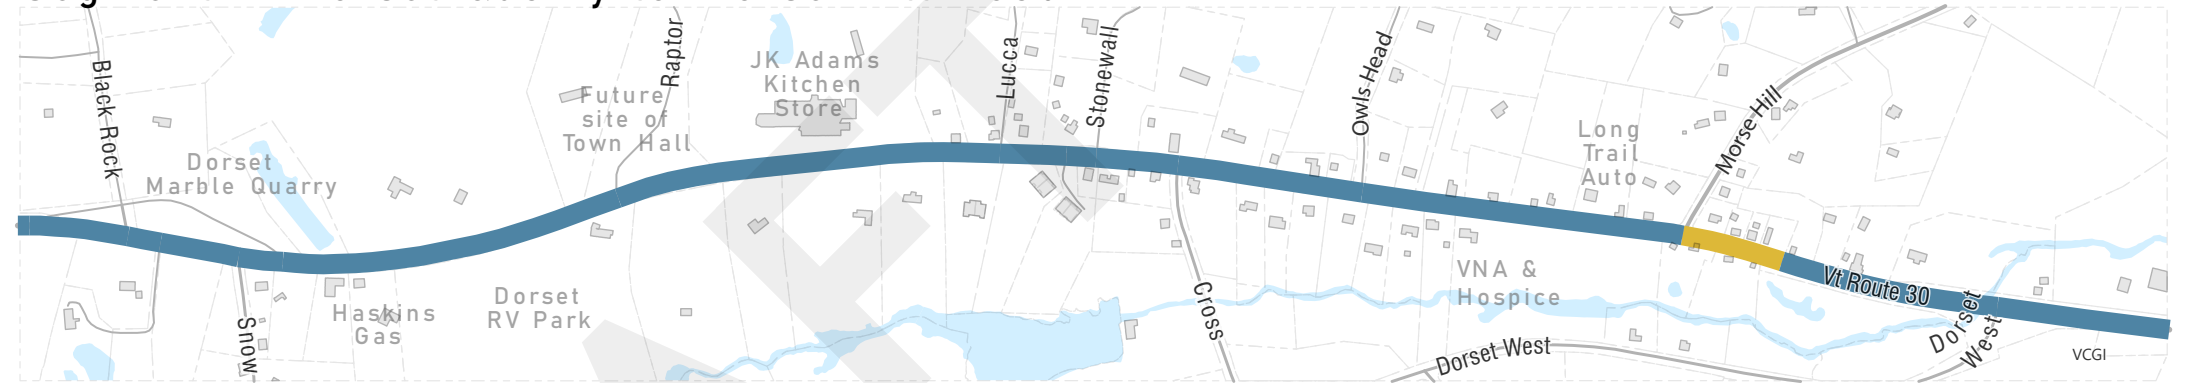 Black Rock
Dorset
Marble Quarry
Snow
Haskins
Gas
Dorset
RV Park
Future
site of
Town Hall
Raptor
JK Adams
Kitchen
Store
Lucca
Stonewall
Cross
Owls Head
Dorset West
VNA &
Hospice
Long
Trail
Auto
Morse Hill
Vt Route 30
Dorset
West
VCGI